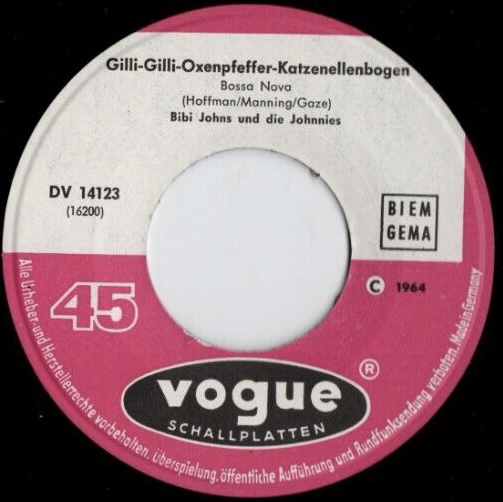 Gilli-Gilli-Oxenpfeffer-Katzenellenbogen
Bossa Nova
(Hoffman/Manning/Gaze)
Bibi Johns und die Johnnies
DV 14123
(16200)
BIEM
GEMA
45
C 1964
vogue ®
SCHALLPLATTEN
Alle Urheber- und Herstellerrechte vorbehalten. Überspielung, öffentliche Aufführung und Rundfunksendung verboten. Made in Germany